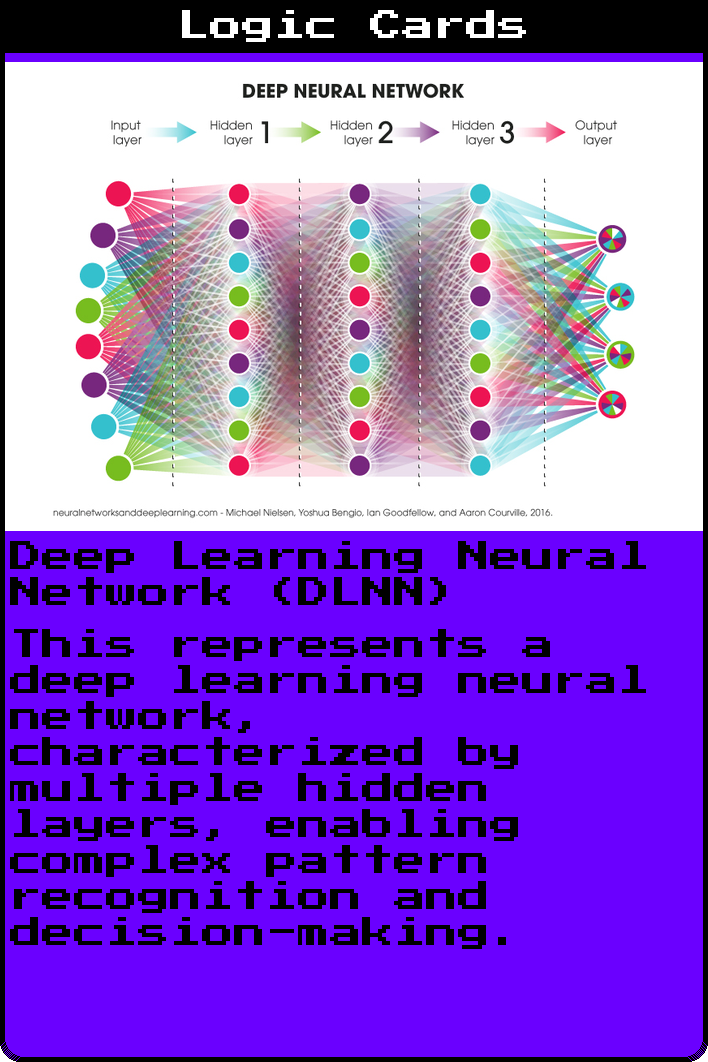 Logic Cards
DEEP NEURAL NETWORK
Input layer
Hidden layer 1
Hidden layer 2
Hidden layer 3
Output layer
neuralnetworksanddeeplearning.com - Michael Nielsen, Yoshua Bengio, Ian Goodfellow, and Aaron Courville, 2016.
Deep Learning Neural
Network (DLNN)
This represents a
deep learning neural
network,
characterized by
multiple hidden
layers, enabling
complex pattern
recognition and
decision-making.